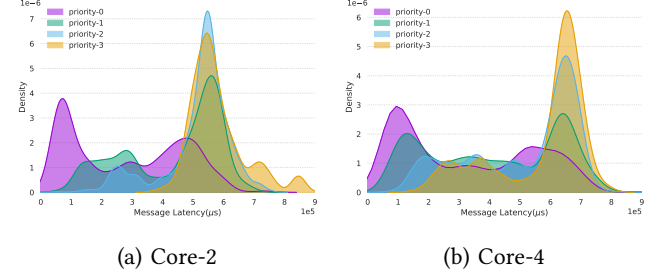 1e−6
priority-0
priority-1
priority-2
priority-3
7
6
5
4
3
2
1
0
Density
0 1 2 3 4 5 6 7 8 9
1e5
Message Latency(μs)
(a) Core-2
1e−6
priority-0
priority-1
priority-2
priority-3
6
5
4
3
2
1
0
Density
0 1 2 3 4 5 6 7 8 9
1e5
Message Latency(μs)
(b) Core-4